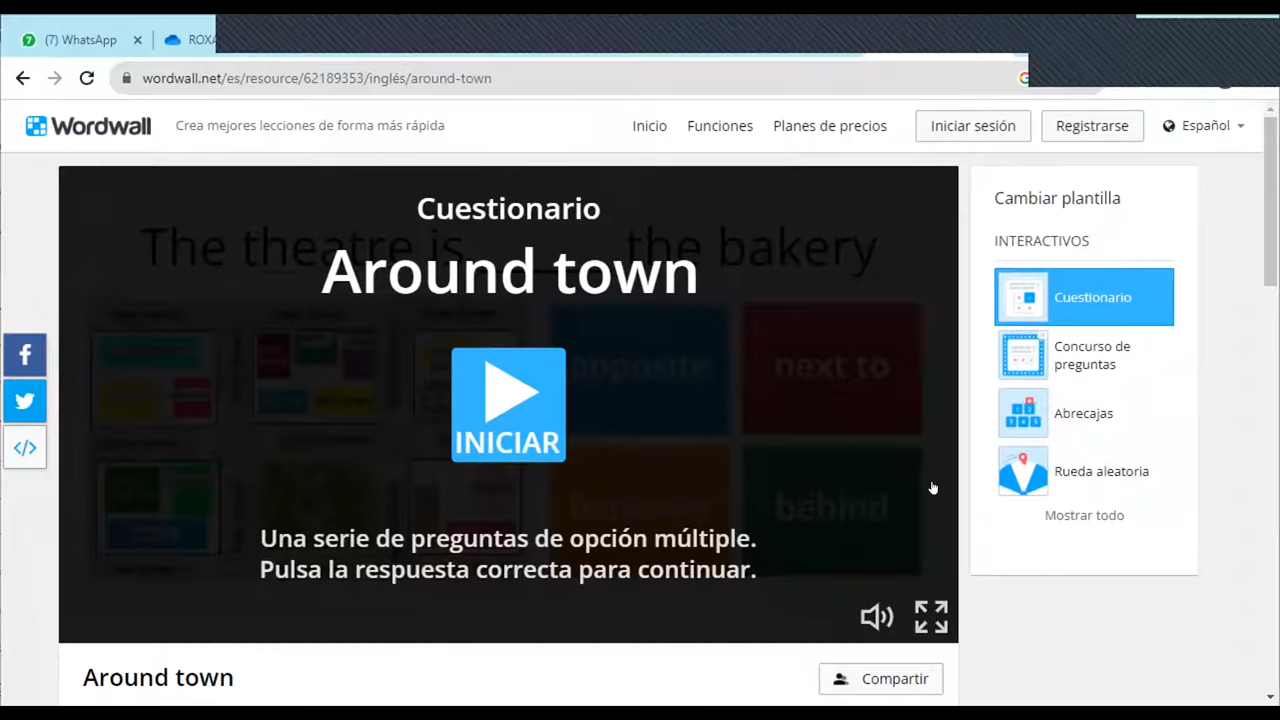 (7) WhatsApp
ROXA
wordwall.net/es/resource/62189353/inglés/around-town
Wordwall
Crea mejores lecciones de forma más rápida
Inicio
Funciones
Planes de precios
Iniciar sesión
Registrarse
Español
Cuestionario
The theatre is the bakery
Around town
next to
behind
INICIAR
Una serie de preguntas de opción múltiple.
Pulsa la respuesta correcta para continuar.
Cambiar plantilla
INTERACTIVOS
Cuestionario
Concurso de
preguntas
Abrecajas
Rueda aleatoria
Mostrar todo
Around town
Compartir